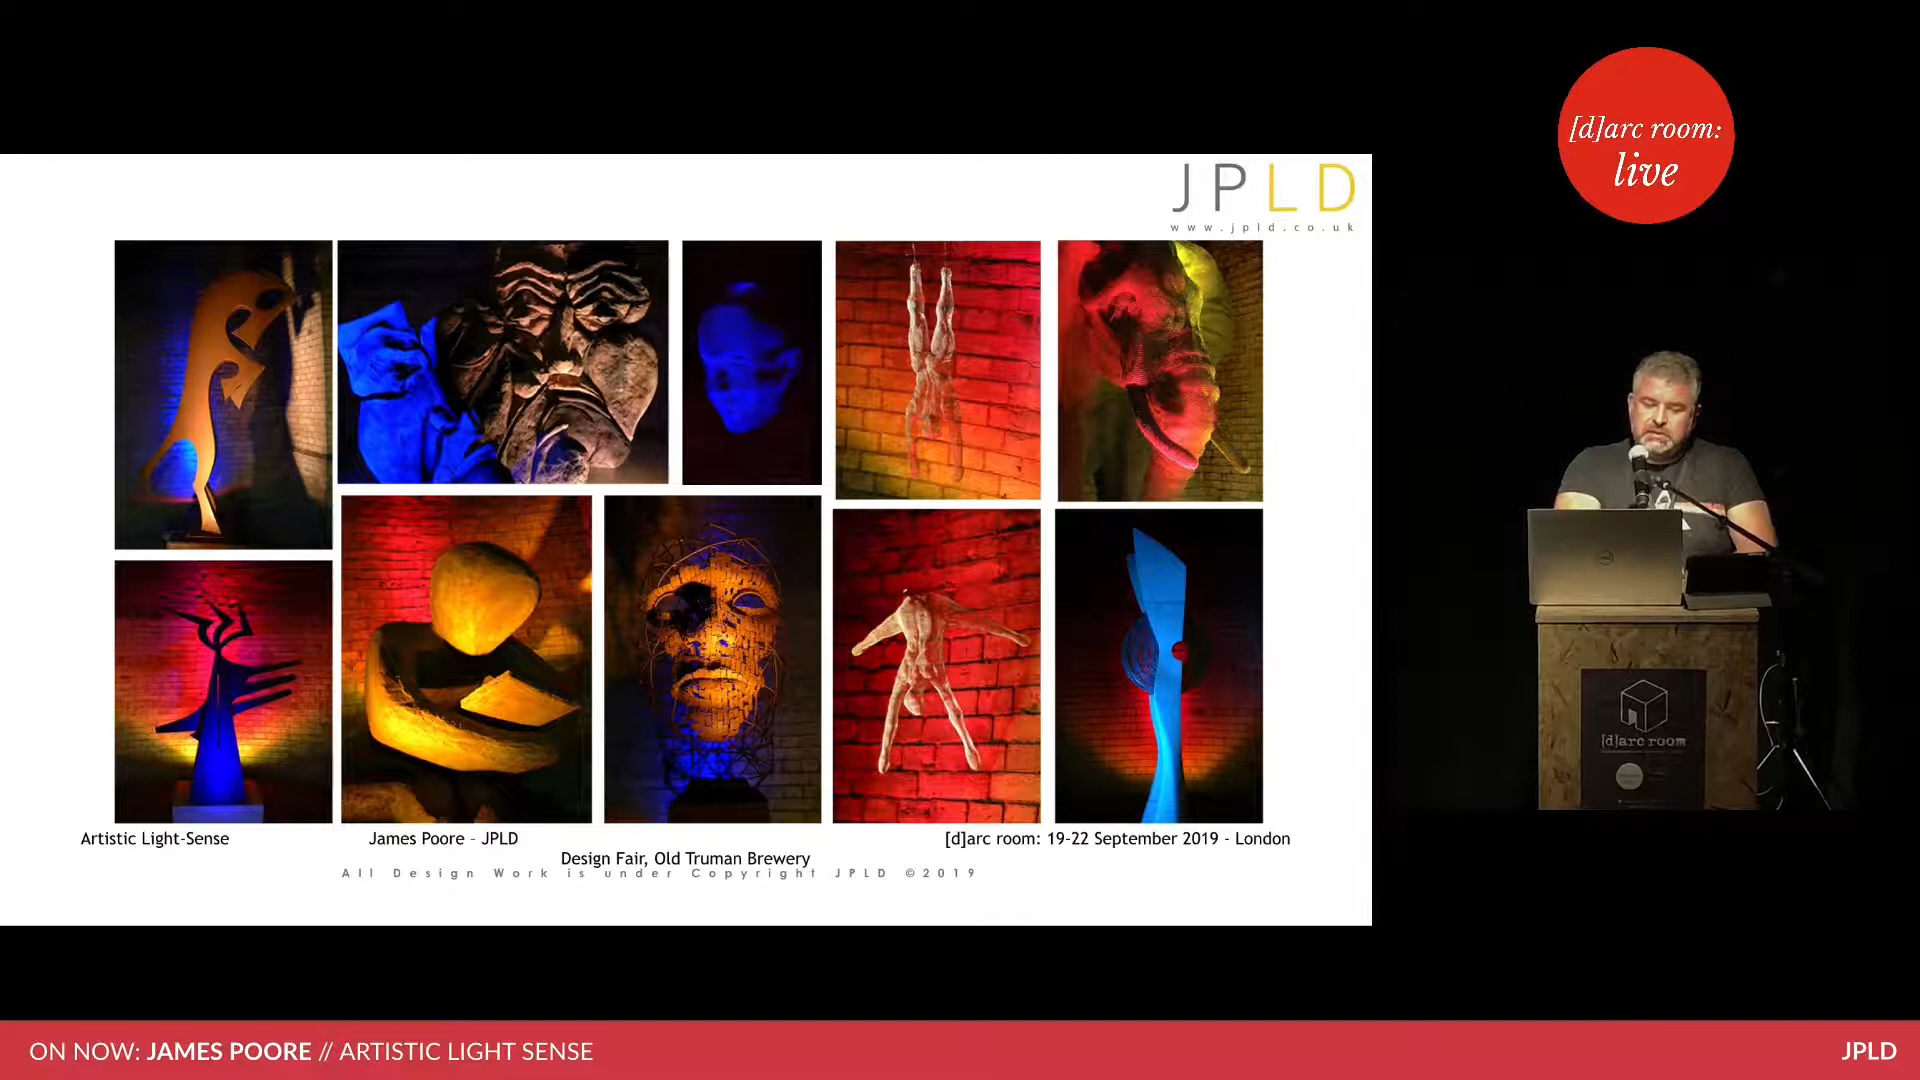 [d]arc room:
live
JPLD
www.jpld.co.uk
Artistic Light-Sense
James Poore - JPLD
[d]arc room: 19-22 September 2019 - London
Design Fair, Old Truman Brewery
All Design Work is under Copyright JPLD ©2019
[d]arc room
ON NOW: JAMES POORE // ARTISTIC LIGHT SENSE
JPLD